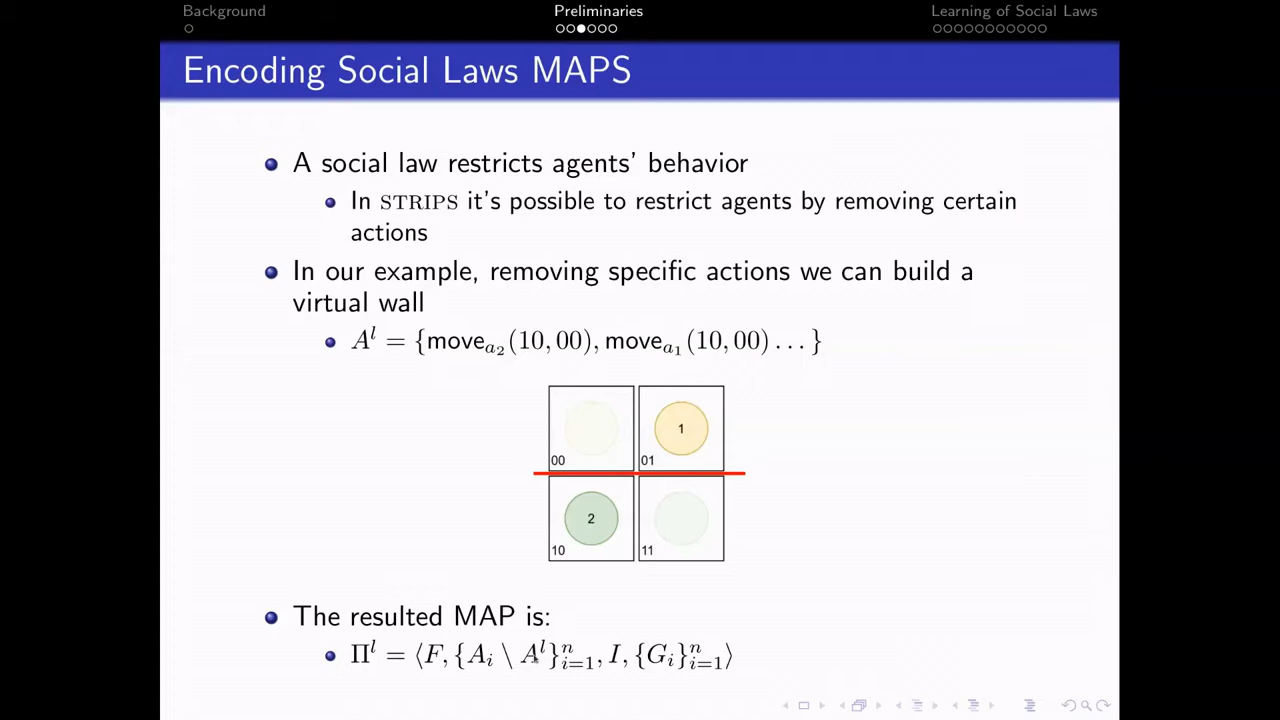 Background Preliminaries Learning of Social Laws
Encoding Social Laws MAPS
A social law restricts agents' behavior
In STRIPS it's possible to restrict agents by removing certain
actions
In our example, removing specific actions we can build a
virtual wall
A^l = {move_{a_2}(10, 00), move_{a_1}(10, 00) . . . }
1
00 01
2
10 11
The resulted MAP is:
Π^l = ⟨F, {A_i \ A^l}_{i=1}^n, I, {G_i}_{i=1}^n⟩